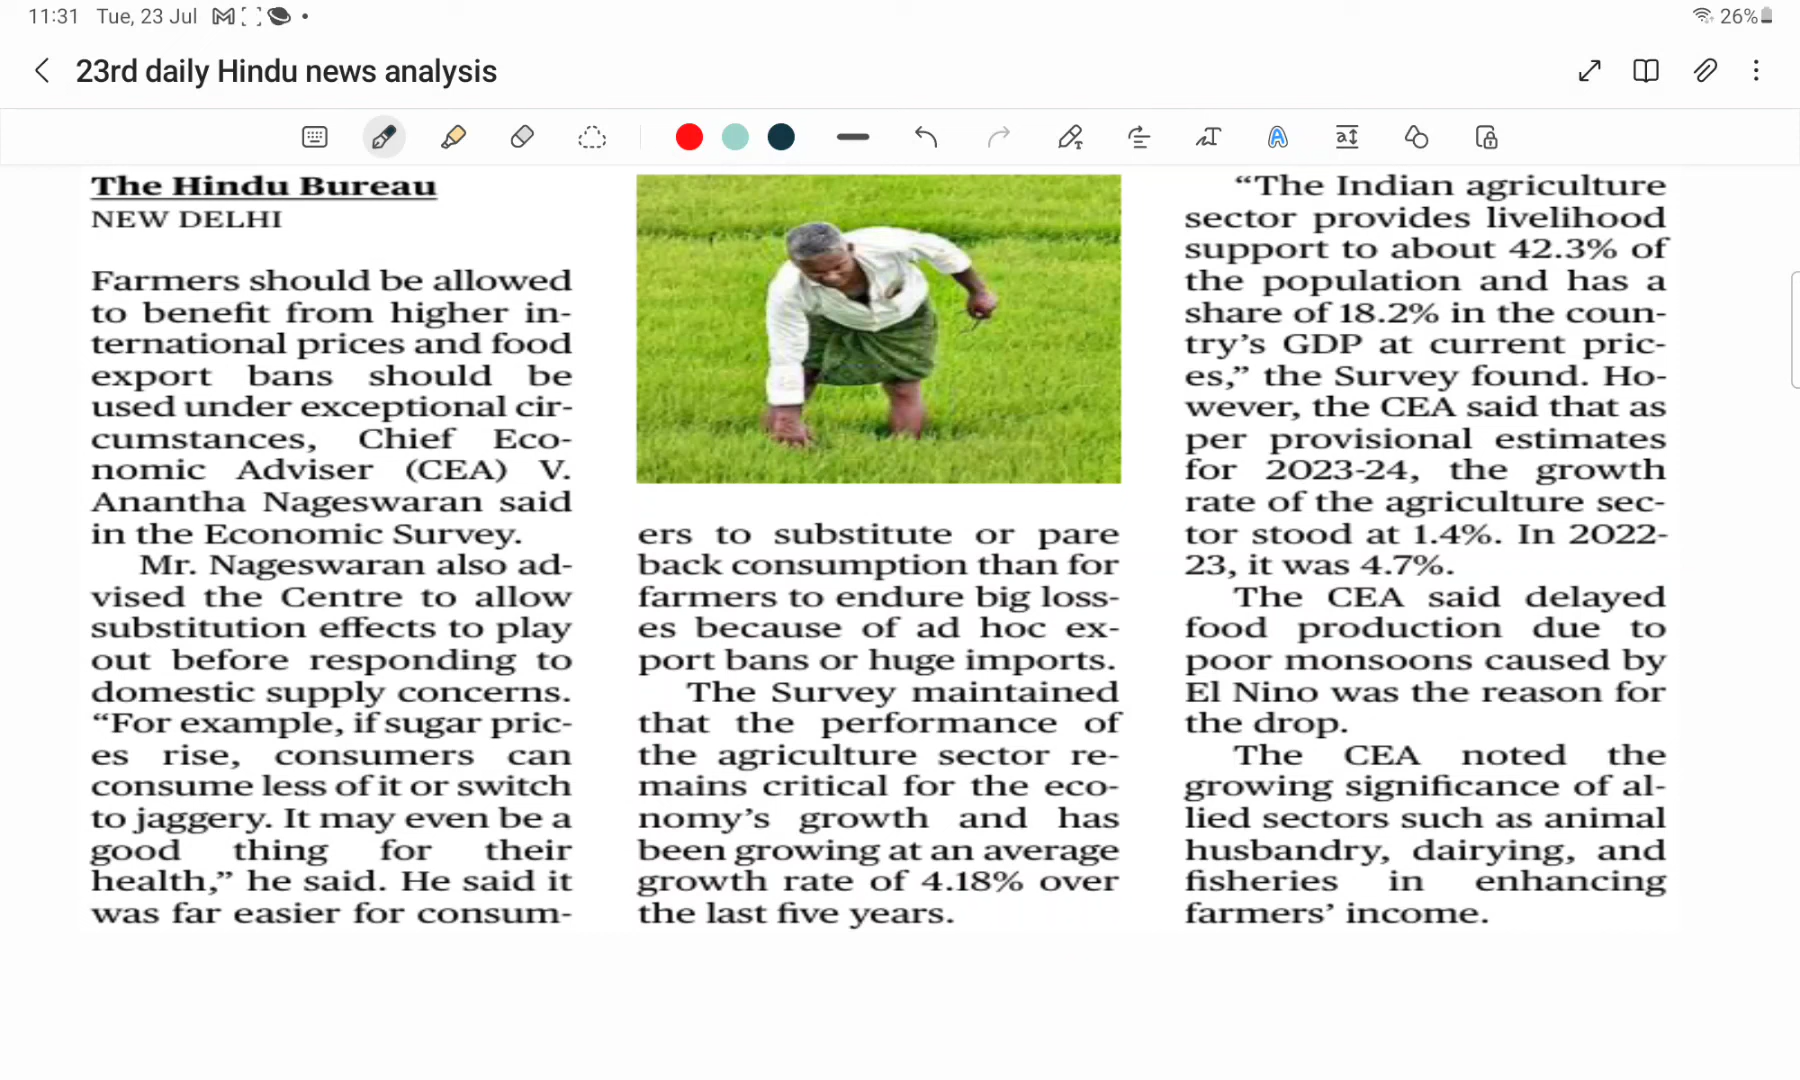 11:31 Tue, 23 Jul
26%
23rd daily Hindu news analysis
The Hindu Bureau
NEW DELHI
Farmers should be allowed
to benefit from higher in-
ternational prices and food
export bans should be
used under exceptional cir-
cumstances, Chief Eco-
nomic Adviser (CEA) V.
Anantha Nageswaran said
in the Economic Survey.
Mr. Nageswaran also ad-
vised the Centre to allow
substitution effects to play
out before responding to
domestic supply concerns.
“For example, if sugar pric-
es rise, consumers can
consume less of it or switch
to jaggery. It may even be a
good thing for their
health,” he said. He said it
was far easier for consum-
ers to substitute or pare
back consumption than for
farmers to endure big loss-
es because of ad hoc ex-
port bans or huge imports.
The Survey maintained
that the performance of
the agriculture sector re-
mains critical for the eco-
nomy’s growth and has
been growing at an average
growth rate of 4.18% over
the last five years.
“The Indian agriculture
sector provides livelihood
support to about 42.3% of
the population and has a
share of 18.2% in the coun-
try’s GDP at current pric-
es,” the Survey found. Ho-
wever, the CEA said that as
per provisional estimates
for 2023-24, the growth
rate of the agriculture sec-
tor stood at 1.4%. In 2022-
23, it was 4.7%.
The CEA said delayed
food production due to
poor monsoons caused by
El Nino was the reason for
the drop.
The CEA noted the
growing significance of al-
lied sectors such as animal
husbandry, dairying, and
fisheries in enhancing
farmers’ income.